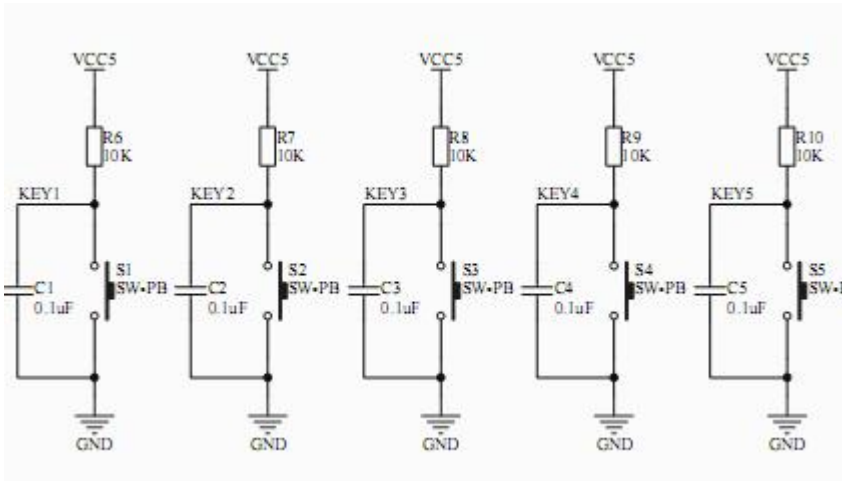 VCC5 VCC5 VCC5 VCC5 VCC5
R6 R7 R8 R9 R10
10K 10K 10K 10K 10K
KEY1 KEY2 KEY3 KEY4 KEY5
S1 S2 S3 S4 S5
C1 SW-PB C2 SW-PB C3 SW-PB C4 SW-PB C5 SW-
0.1uF 0.1uF 0.1uF 0.1uF 0.1uF
GND GND GND GND GND